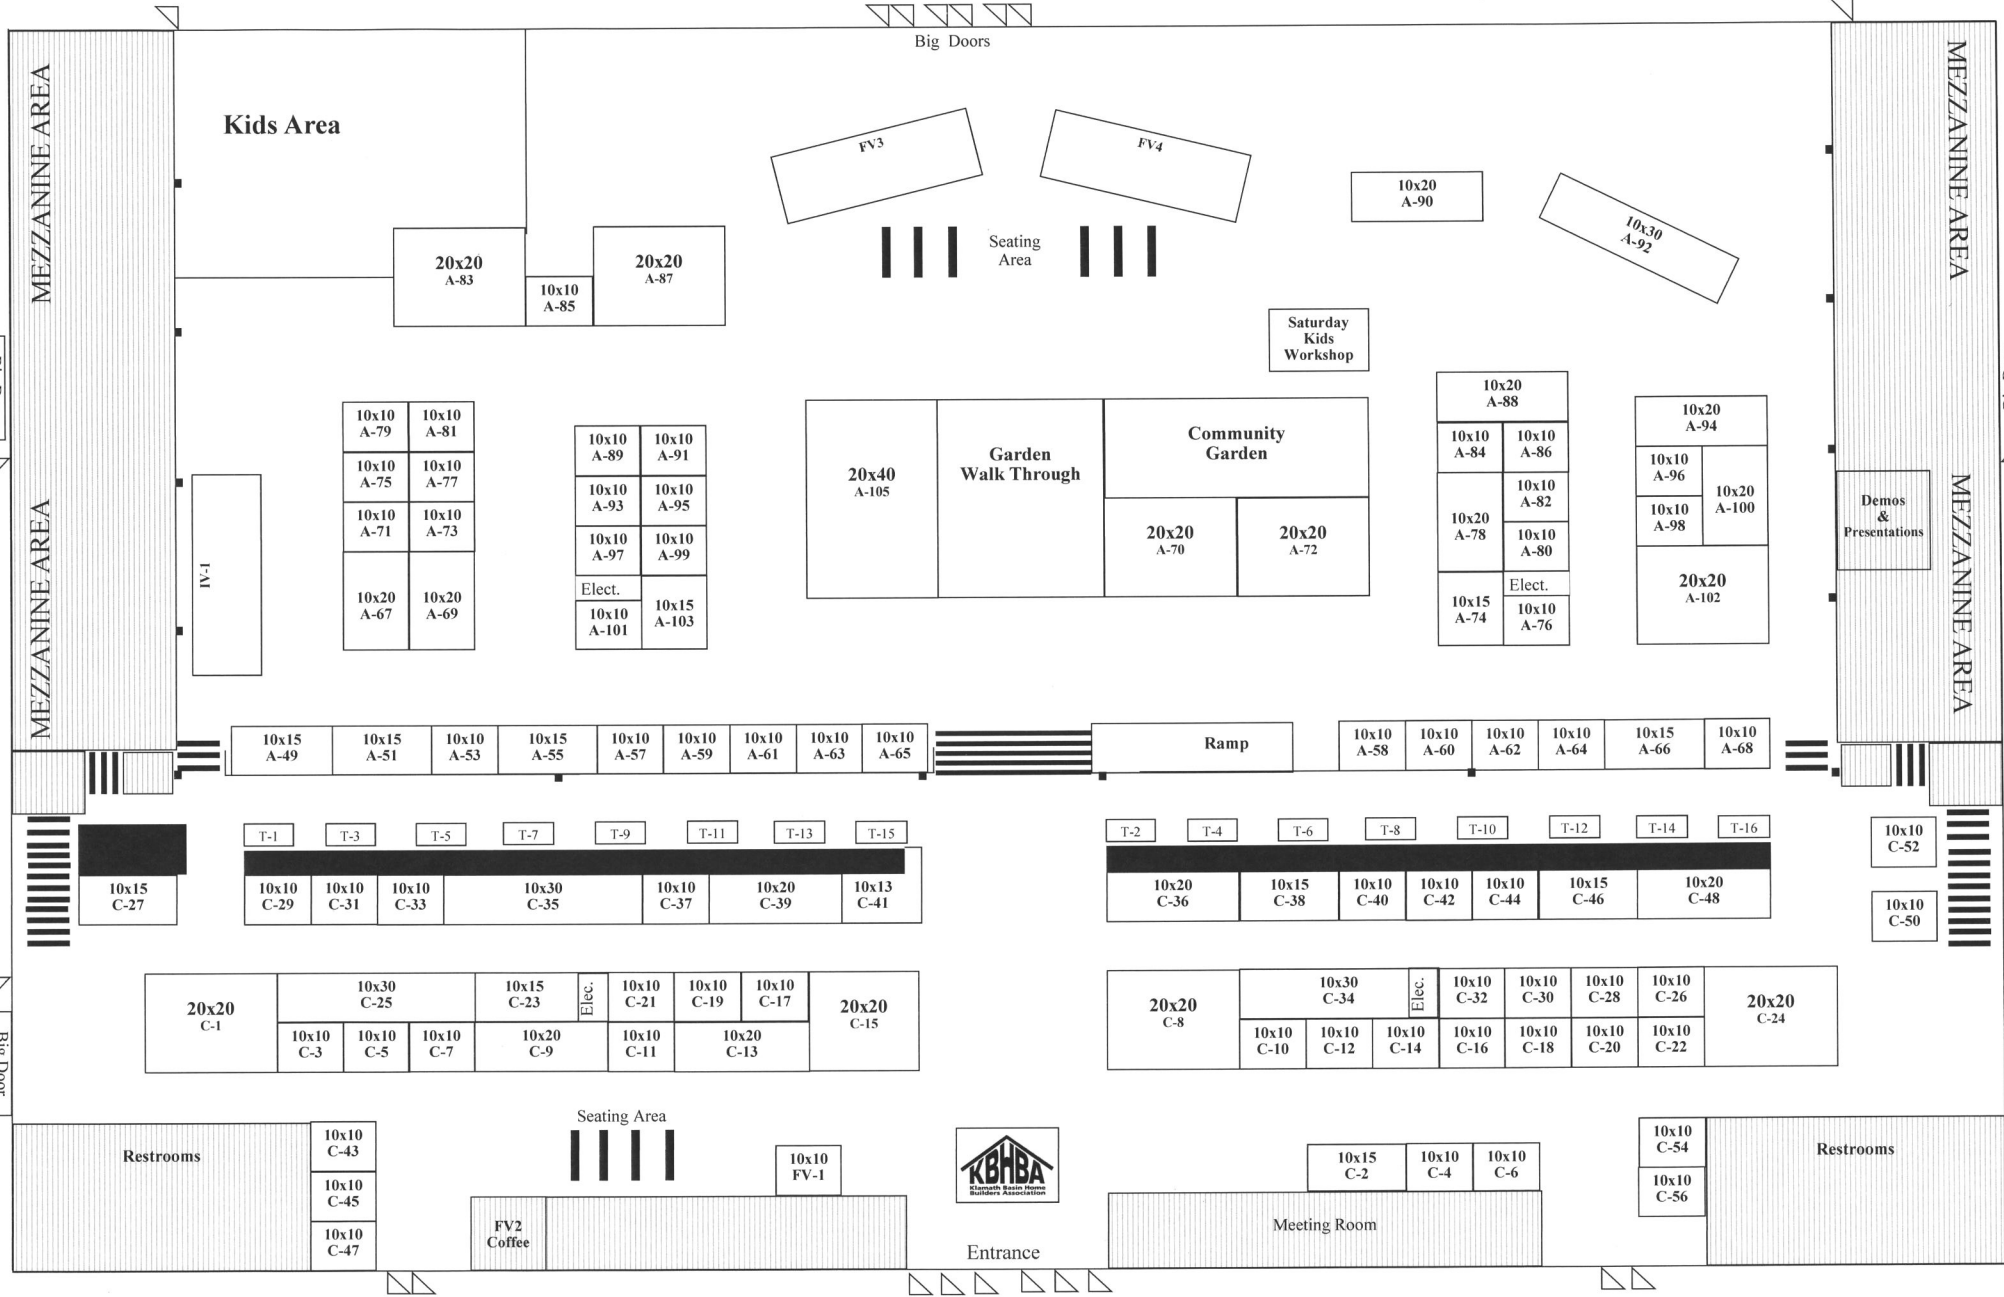 Big Doors
MEZZANINE AREA
Kids Area
FV3
FV4
MEZZANINE AREA
10x20
A-90
10x30
A-92
Seating
Area
20x20
A-83
10x10
A-85
20x20
A-87
Saturday
Kids
Workshop
10x20
A-88
10x10
A-79
10x10
A-81
10x10
A-75
10x10
A-77
10x10
A-71
10x10
A-73
10x20
A-67
10x20
A-69
10x10
A-89
10x10
A-91
10x10
A-93
10x10
A-95
10x10
A-97
10x10
A-99
Elect.
10x10
A-101
10x15
A-103
20x40
A-105
Garden
Walk Through
Community
Garden
20x20
A-70
20x20
A-72
10x10
A-84
10x10
A-86
10x20
A-78
10x10
A-82
10x10
A-80
10x15
A-74
Elect.
10x10
A-76
10x20
A-94
10x10
A-96
10x10
A-98
10x20
A-100
20x20
A-102
Demos
&
Presentations
IV-1
MEZZANINE AREA
MEZZANINE AREA
10x15
A-49
10x15
A-51
10x10
A-53
10x15
A-55
10x10
A-57
10x10
A-59
10x10
A-61
10x10
A-63
10x10
A-65
Ramp
10x10
A-58
10x10
A-60
10x10
A-62
10x10
A-64
10x15
A-66
10x10
A-68
T-1
T-3
T-5
T-7
T-9
T-11
T-13
T-15
T-2
T-4
T-6
T-8
T-10
T-12
T-14
T-16
10x10
C-52
10x15
C-27
10x10
C-29
10x10
C-31
10x10
C-33
10x30
C-35
10x10
C-37
10x20
C-39
10x13
C-41
10x20
C-36
10x15
C-38
10x10
C-40
10x10
C-42
10x10
C-44
10x15
C-46
10x20
C-48
10x10
C-50
20x20
C-1
10x30
C-25
10x15
C-23
Elec.
10x10
C-21
10x10
C-19
10x10
C-17
20x20
C-15
10x10
C-3
10x10
C-5
10x10
C-7
10x20
C-9
10x10
C-11
10x20
C-13
20x20
C-8
10x30
C-34
Elec.
10x10
C-32
10x10
C-30
10x10
C-28
10x10
C-26
20x20
C-24
10x10
C-10
10x10
C-12
10x10
C-14
10x10
C-16
10x10
C-18
10x10
C-20
10x10
C-22
Big Door
Restrooms
10x10
C-43
10x10
C-45
10x10
C-47
Seating Area
10x10
FV-1
FV2
Coffee
KBHBA
Klamath Basin Home
Builders Association
Entrance
10x15
C-2
10x10
C-4
10x10
C-6
Meeting Room
10x10
C-54
10x10
C-56
Restrooms